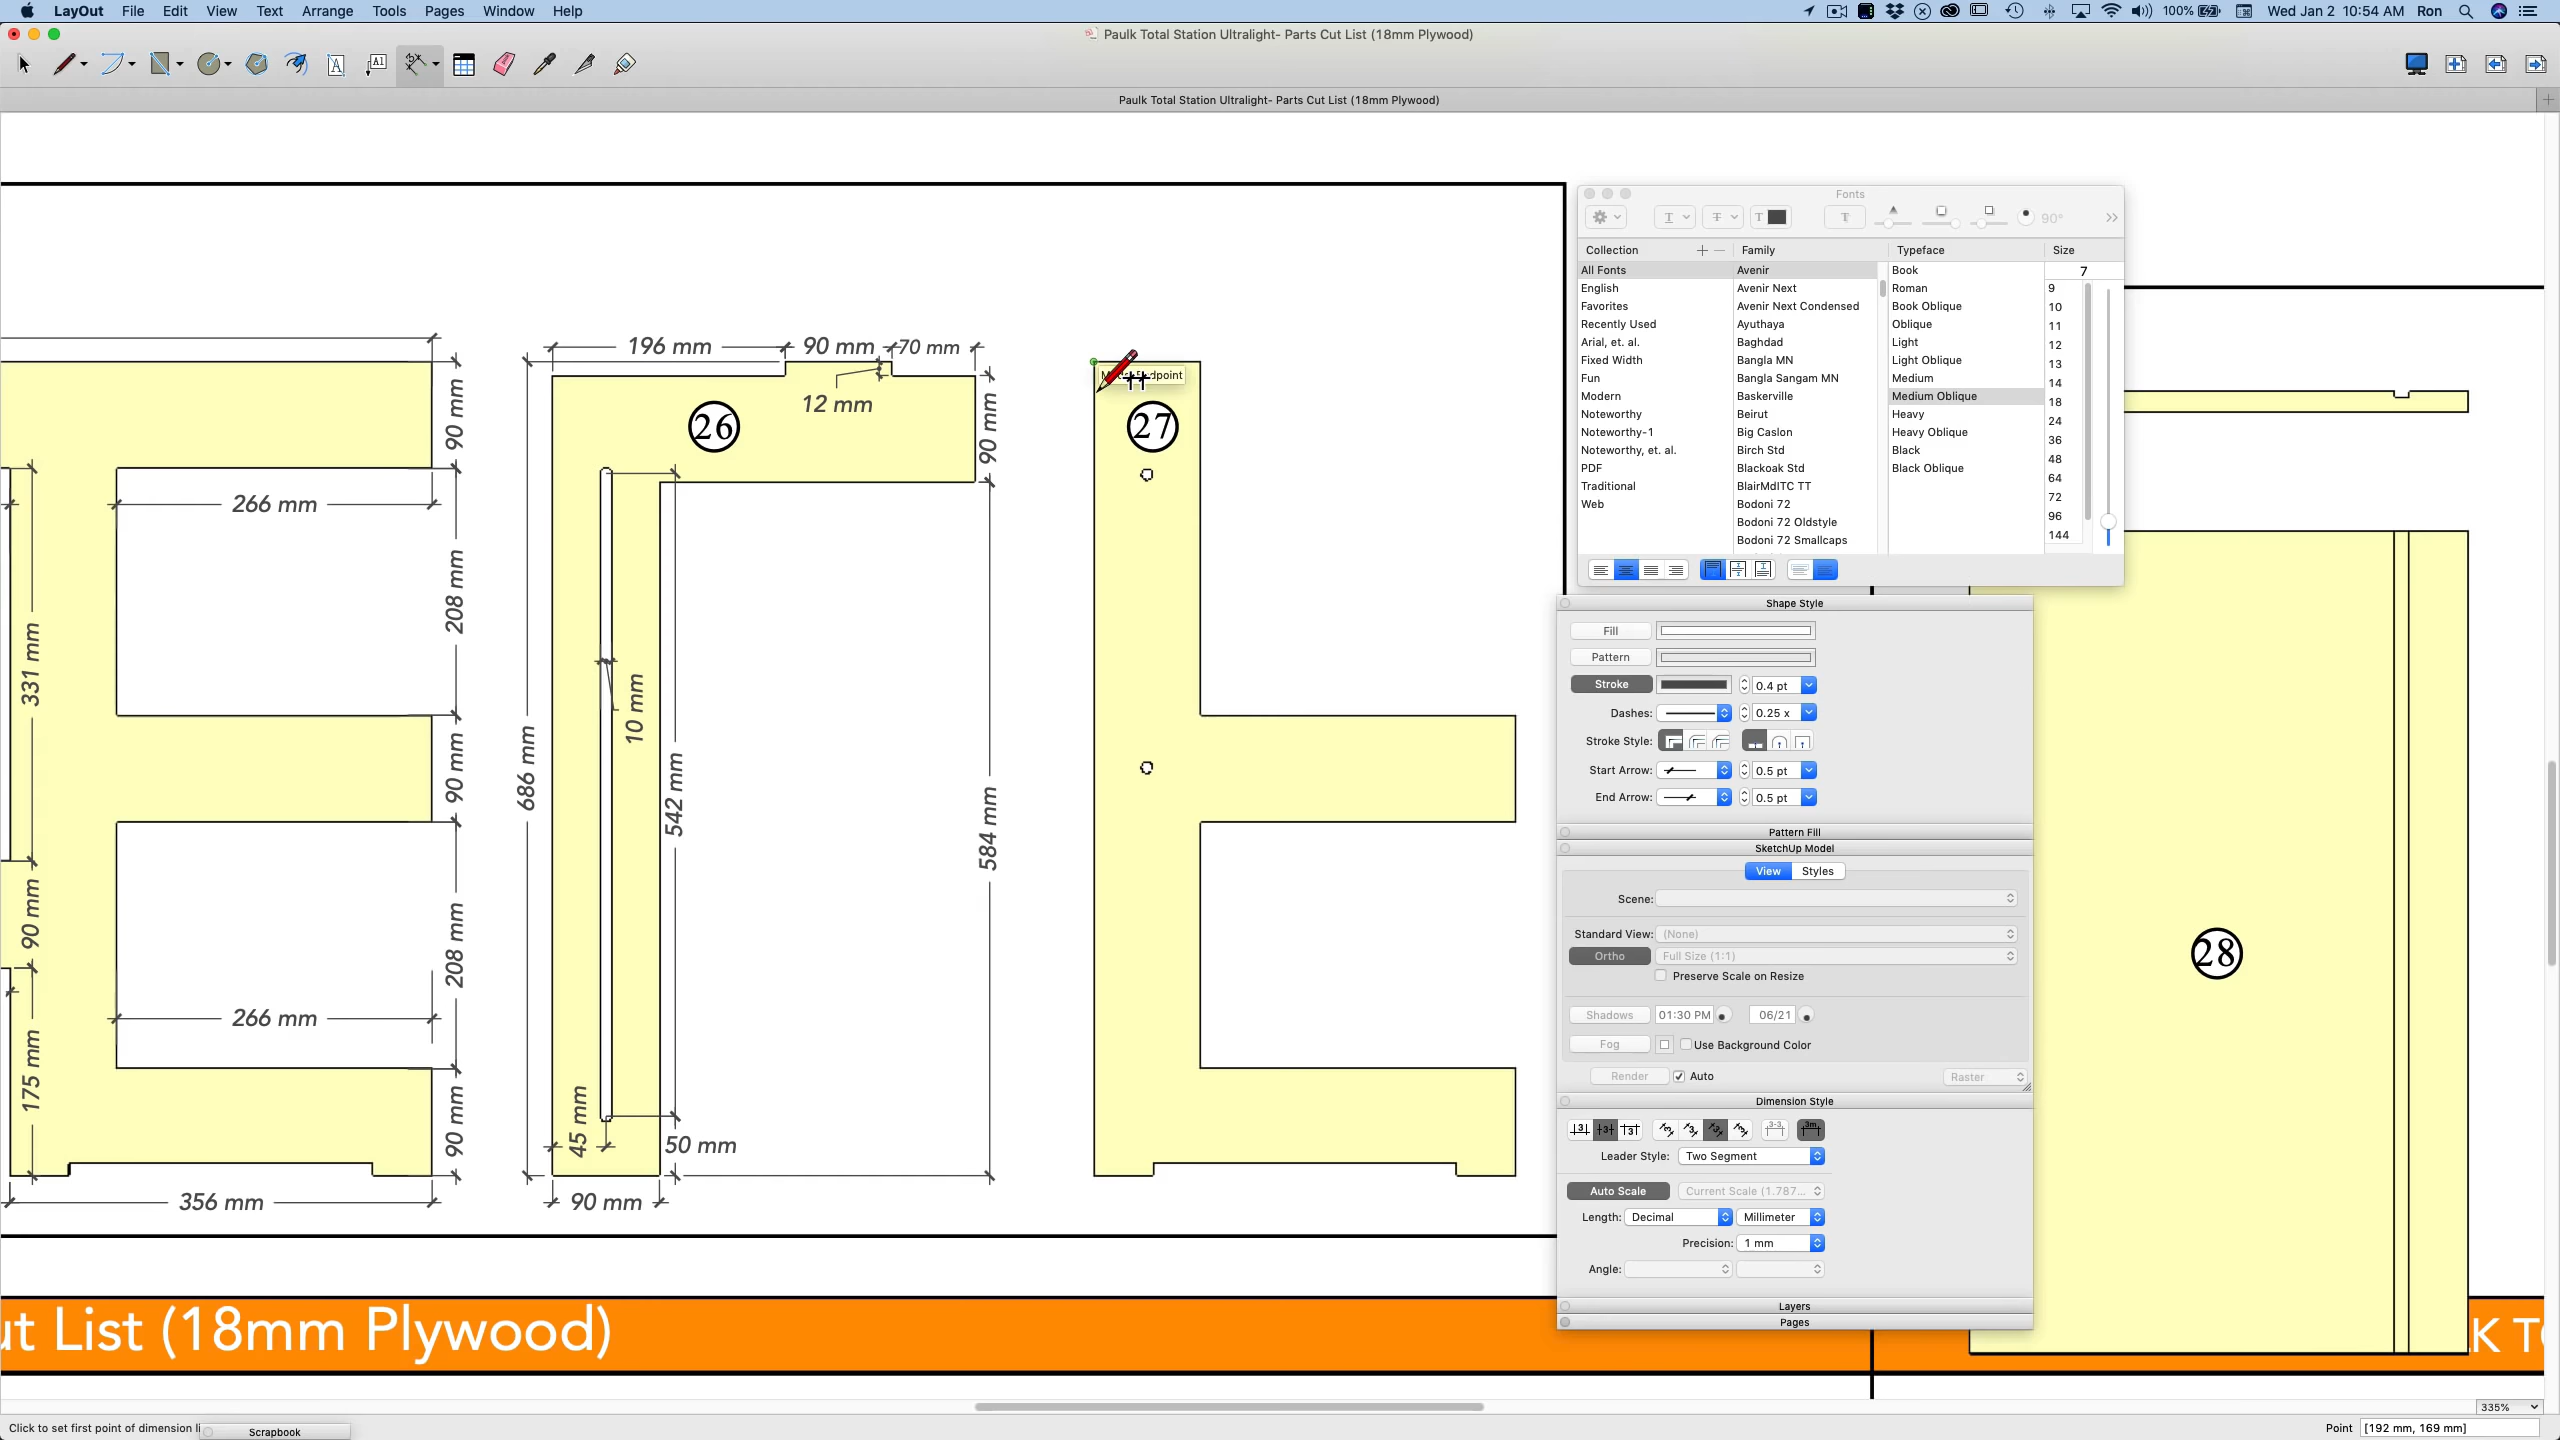 LayOut File Edit View Text Arrange Tools Pages Window Help
100% Wed Jan 2 10:54 AM Ron
Paulk Total Station Ultralight- Parts Cut List (18mm Plywood)
Paulk Total Station Ultralight- Parts Cut List (18mm Plywood)
196 mm 90 mm 70 mm
12 mm
90 mm
26
90 mm
27
266 mm
208 mm
331 mm
10 mm
686 mm
542 mm
90 mm
584 mm
90 mm
208 mm
266 mm
175 mm
90 mm
45 mm
50 mm
356 mm
90 mm
28
ut List (18mm Plywood)
K T
Fonts
90°
Collection Family Typeface Size
All Fonts Avenir Book 7
English Avenir Next Roman 9
Favorites Avenir Next Condensed Book Oblique 10
Recently Used Ayuthaya Oblique 11
Arial, et. al. Baghdad Light 12
Fixed Width Bangla MN Light Oblique 13
Fun Bangla Sangam MN Medium 14
Modern Baskerville Medium Oblique 18
Noteworthy Beirut Heavy 24
Noteworthy-1 Big Caslon Heavy Oblique 36
Noteworthy, et. al. Birch Std Black 48
PDF Blackoak Std Black Oblique 64
Traditional BlairMdITC TT 72
Web Bodoni 72 96
Bodoni 72 Oldstyle 144
Bodoni 72 Smallcaps
Shape Style
Fill
Pattern
Stroke 0.4 pt
Dashes: 0.25 x
Stroke Style:
Start Arrow: 0.5 pt
End Arrow: 0.5 pt
Pattern Fill
SketchUp Model
View Styles
Scene:
Standard View: (None)
Ortho Full Size (1:1)
Preserve Scale on Resize
Shadows 01:30 PM 06/21
Fog Use Background Color
Render Auto Raster
Dimension Style
Leader Style: Two Segment
Auto Scale Current Scale (1.787...
Length: Decimal Millimeter
Precision: 1 mm
Angle:
Layers
Pages
335%
Click to set first point of dimension li
Scrapbook
Point [192 mm, 169 mm]